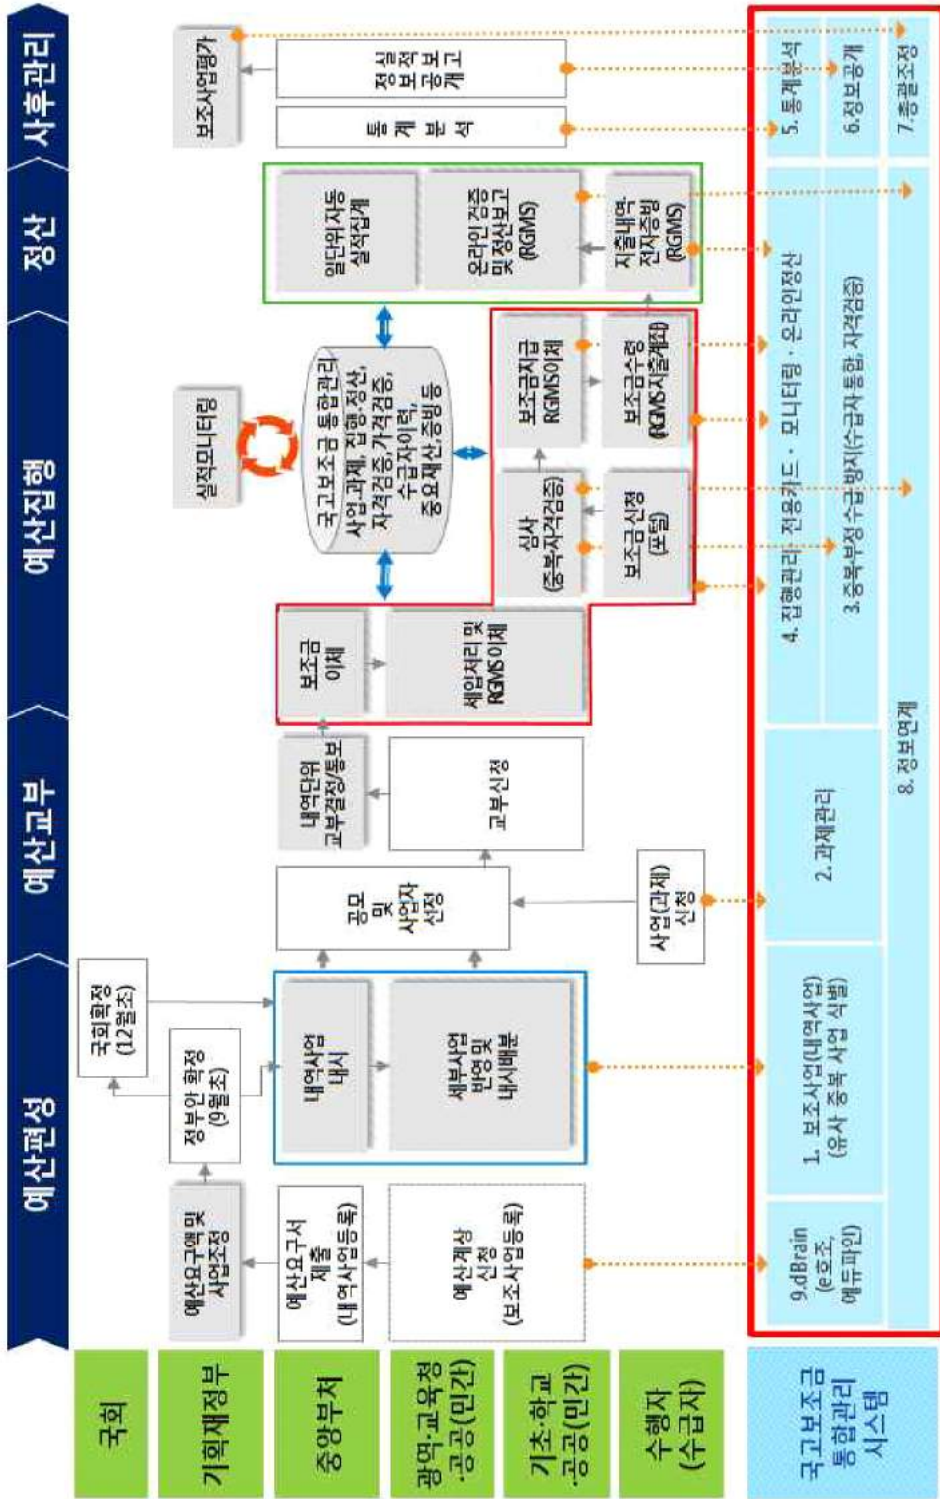 예산편성
예산교부
예산집행
정산
사후관리
국회
국회확정
(12월초)
기획재정부
예산요구액 및
사업조정
정부안 확정
(9월초)
실적모니터링
보조사업평가
중앙부처
예산요구서
제출
(내역사업등록)
내역사업
내시
공모
및
사업자
선정
내역단위
교부결정/통보
보조금
이체
국고보조금 통합관리
사업,과제, 집행·정산,
자격검증,가격검증,
수급자이력,
중요재산,증빙 등
일단위 자동
실적집계
통계
분석
실적보고
정보공개
광역·교육청
·공공(민간)
예산계상
신청
(보조사업등록)
세부사업
반영 및
내시배분
교부신청
세입처리 및
RGMS이체
온라인 검증
및 정산보고
(RGMS)
기초·학교
·공공(민간)
심사
(중복·자격검증)
보조금지급
RGMS이체
수행자
(수급자)
사업(과제)
신청
보조금 신청
(포털)
보조금수령
(RGMS지출계좌)
지출내역·
전자증빙
(RGMS)
국고보조금
통합관리
시스템
9.dBrain
(e호조,
에듀파인)
1. 보조사업(내역사업)
(유사·중복 사업 식별)
2. 과제관리
4. 집행관리·전용카드·모니터링·온라인정산
3.중복·부정 수급 방지(수급자 통합, 자격검증)
5. 통계분석
6.정보공개
7.총괄조정
8. 정보연계